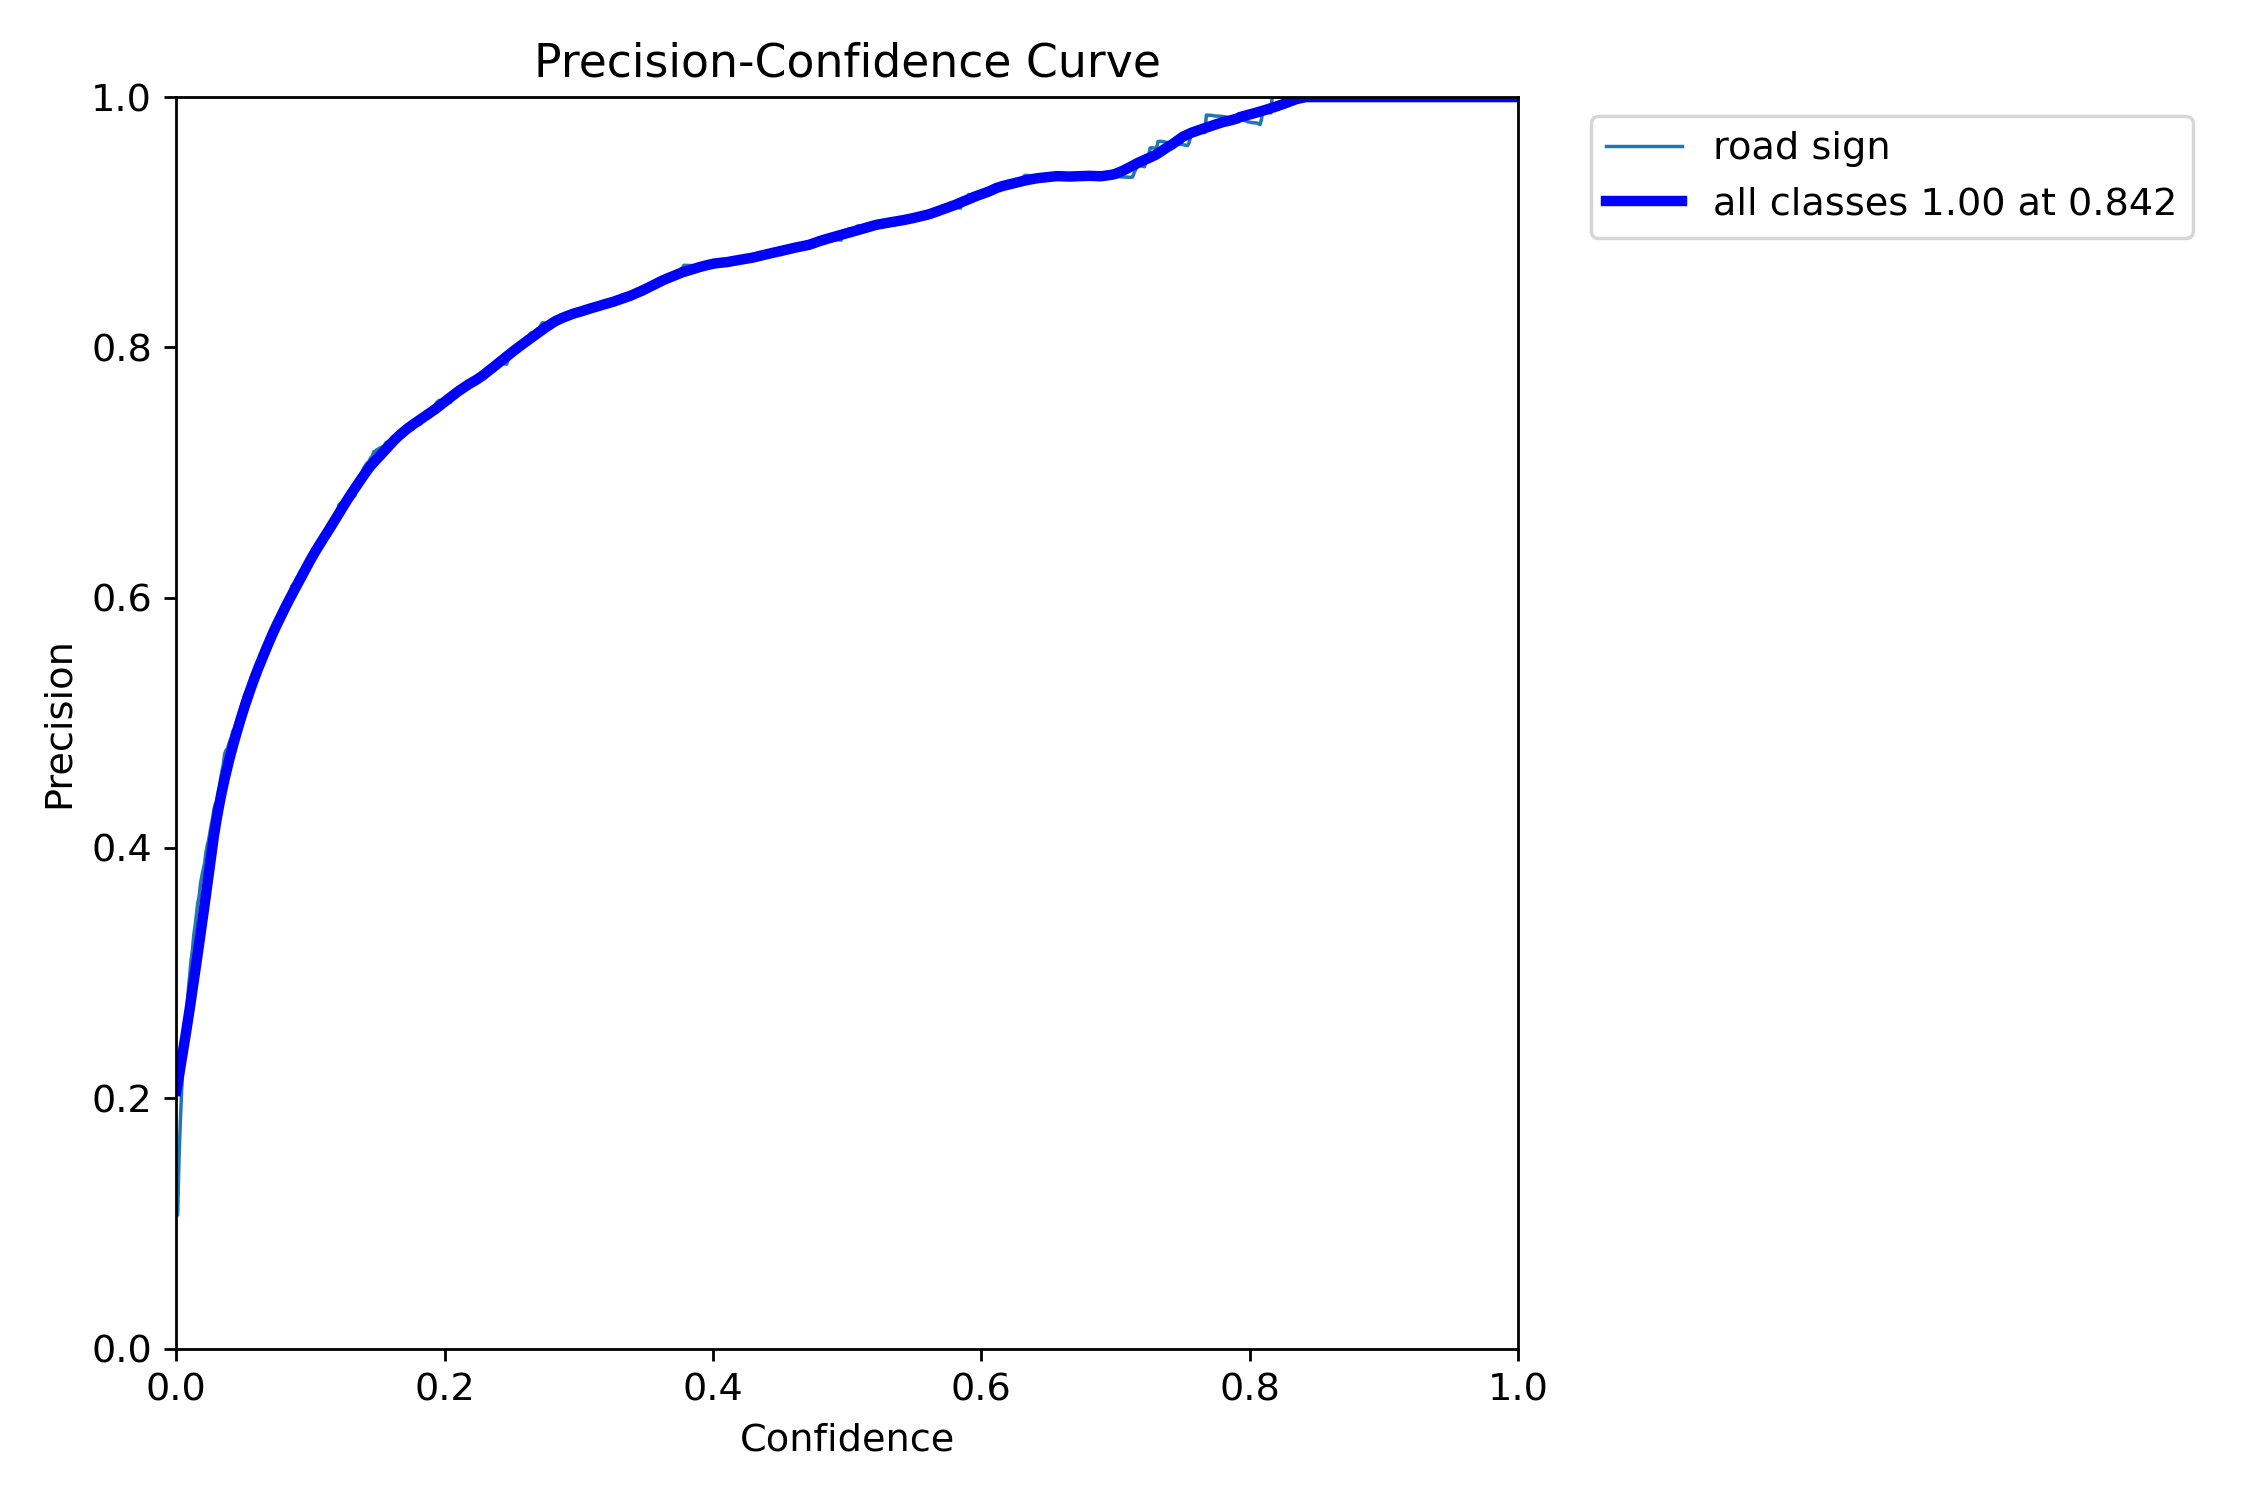 Precision-Confidence Curve
1.0
0.8
0.6
0.4
0.2
0.0
Precision
0.0 0.2 0.4 0.6 0.8 1.0
Confidence
road sign
all classes 1.00 at 0.842